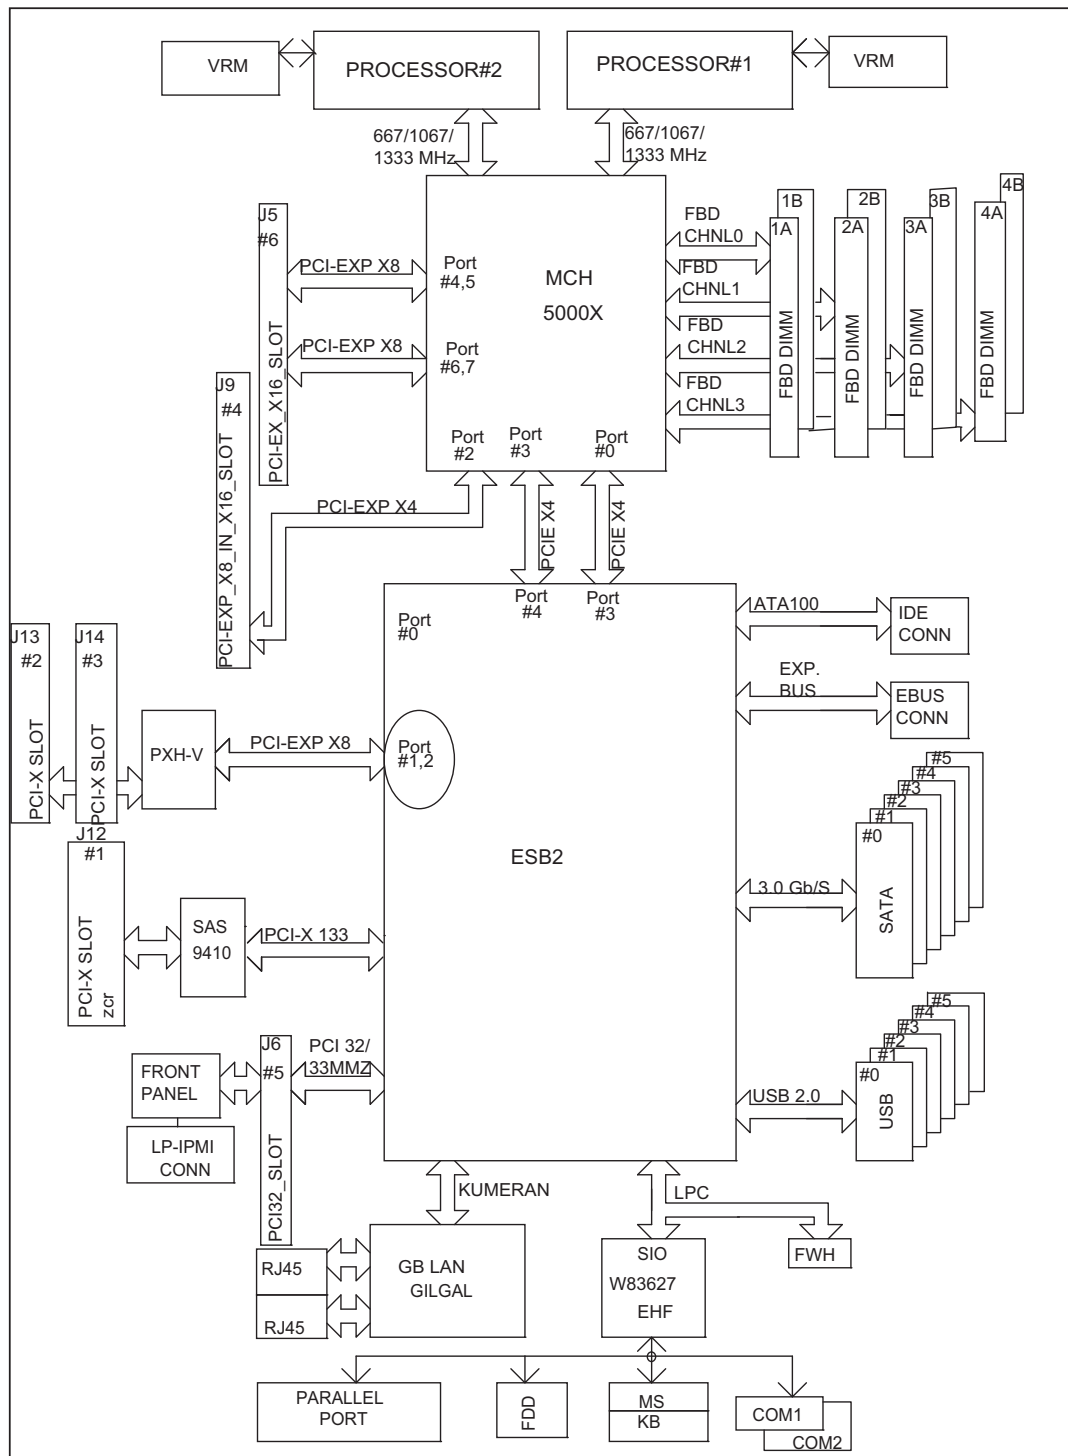 VRM
PROCESSOR#2
PROCESSOR#1
VRM
667/1067/
1333 MHz
667/1067/
1333 MHz
J5
#6
PCI-EX_X16_SLOT
PCI-EXP X8
Port
#4,5
PCI-EXP X8
Port
#6,7
MCH
5000X
FBD
CHNL0
FBD
CHNL1
FBD
CHNL2
FBD
CHNL3
1B
1A
FBD DIMM
2B
2A
FBD DIMM
3B
3A
FBD DIMM
4B
4A
FBD DIMM
J9
#4
PCI-EXP_X8_IN_X16_SLOT
Port
#2
Port
#3
Port
#0
PCI-EXP X4
PCIE X4
PCIE X4
Port
#0
Port
#4
Port
#3
ATA100
IDE
CONN
EXP.
BUS
EBUS
CONN
J13
#2
PCI-X SLOT
J14
#3
PCI-X SLOT
PXH-V
PCI-EXP X8
Port
#1,2
ESB2
#5
#4
#3
#2
#1
#0
SATA
3.0 Gb/S
J12
#1
PCI-X SLOT
zcr
SAS
9410
PCI-X 133
J6
#5
PCI32_SLOT
PCI 32/
33MMZ
FRONT
PANEL
LP-IPMI
CONN
#5
#4
#3
#2
#1
#0
USB
USB 2.0
KUMERAN
LPC
RJ45
RJ45
GB LAN
GILGAL
SIO
W83627
EHF
FWH
PARALLEL
PORT
FDD
MS
KB
COM1
COM2